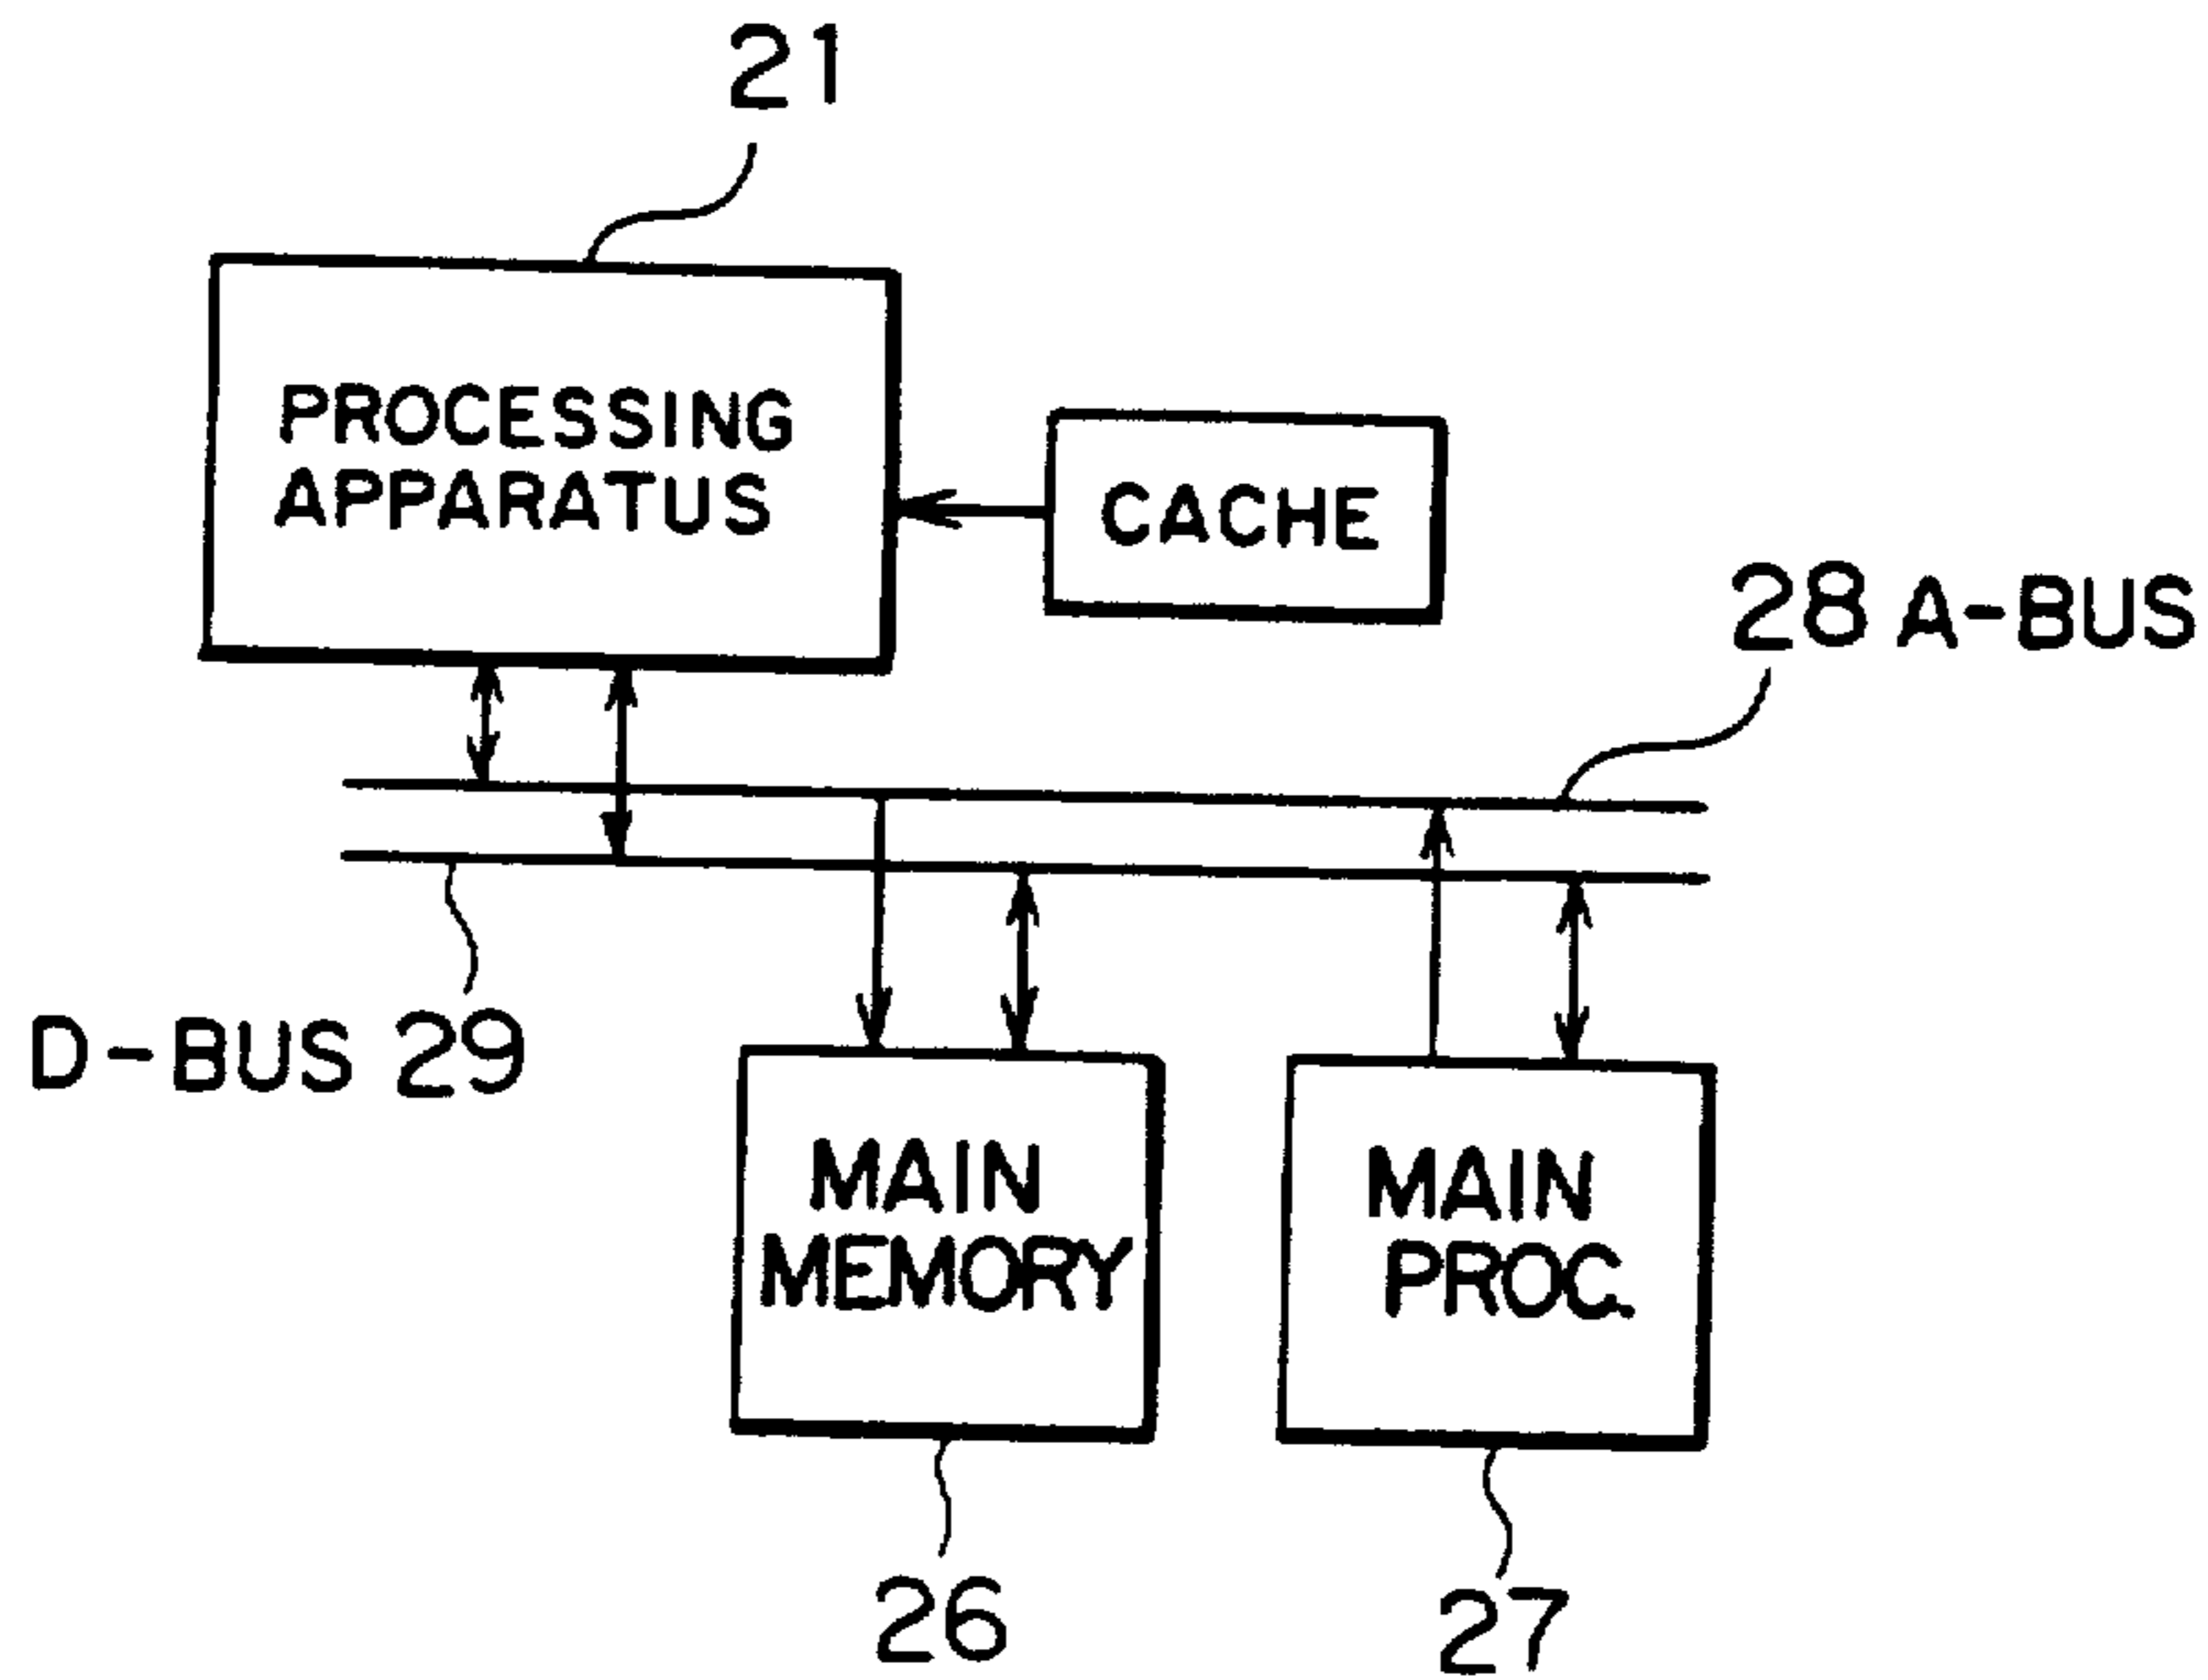 21
PROCESSING
APPARATUS
CACHE
28 A-BUS
D-BUS 29
MAIN
MEMORY
MAIN
PROC.
26
27